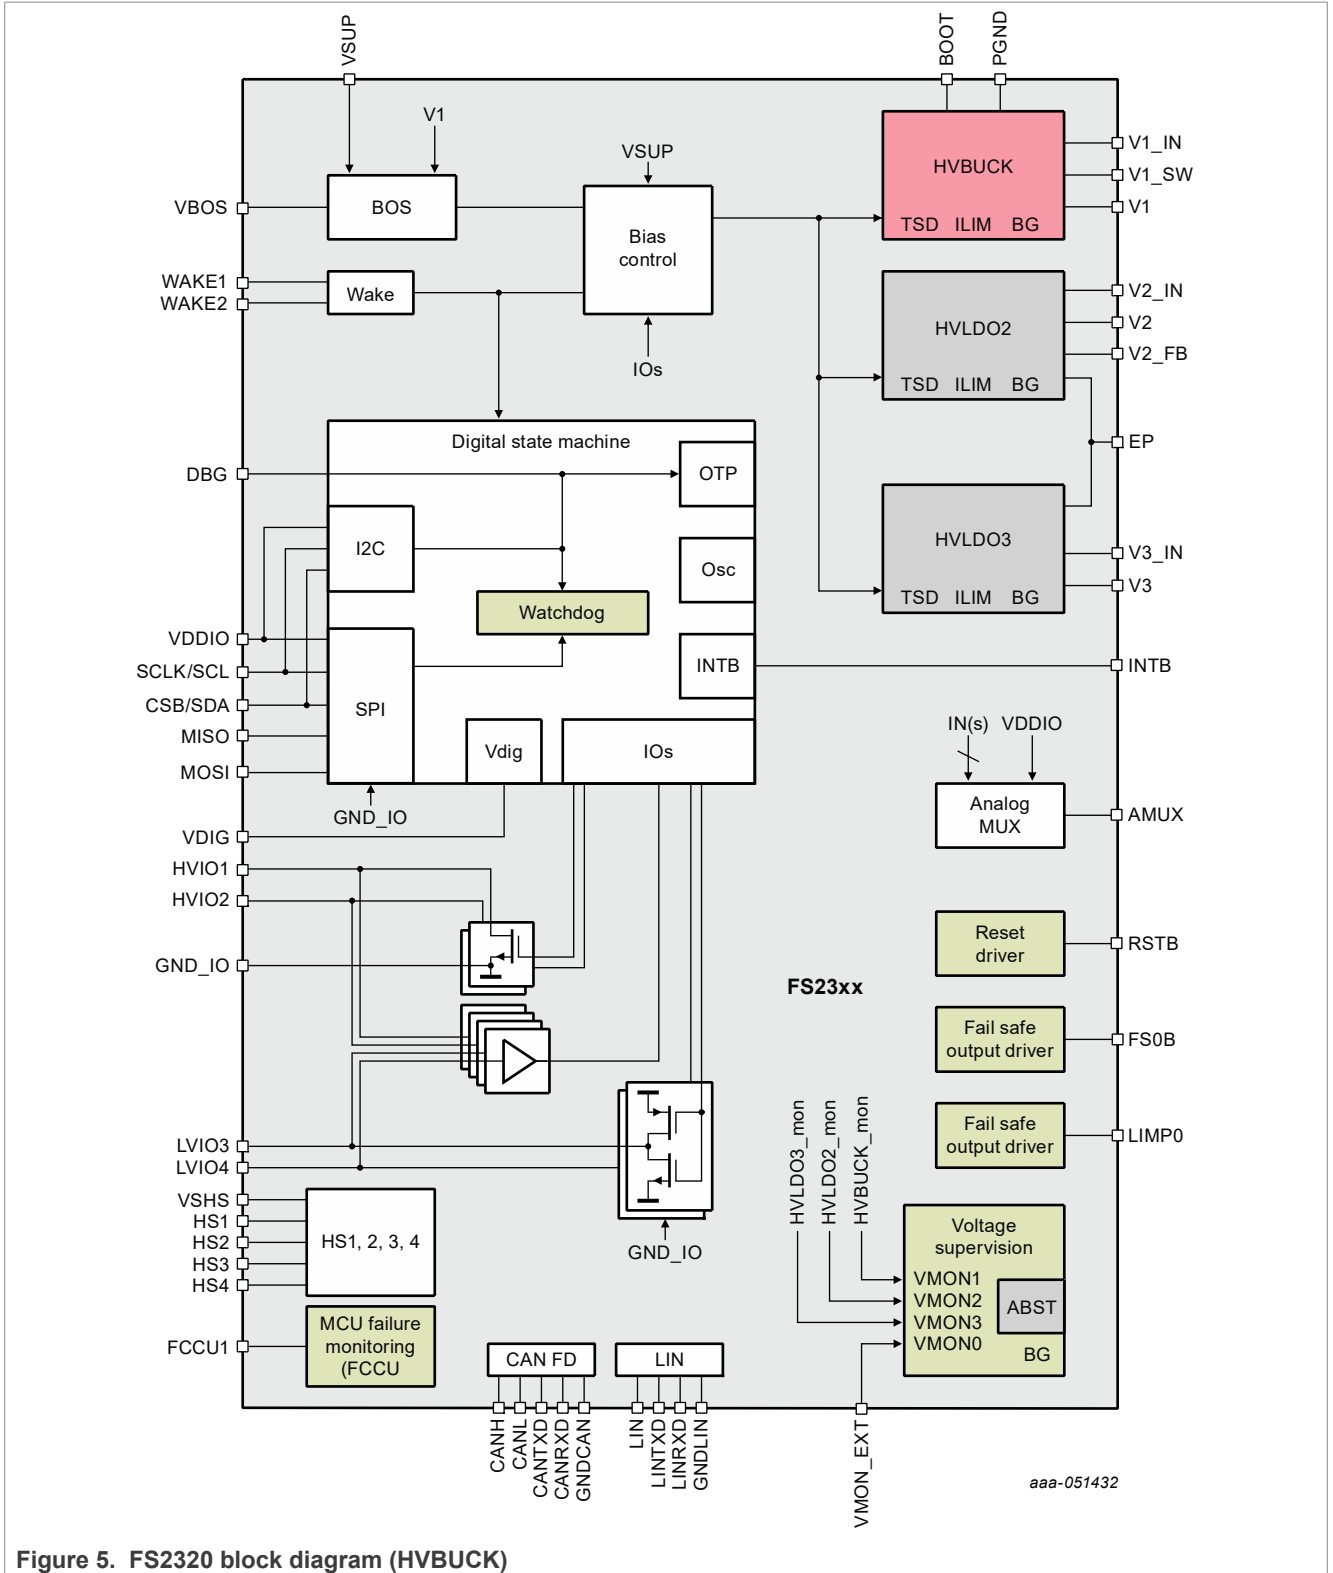 VSUP
BOOT
PGND
V1
VSUP
HVBUCK
TSD ILIM BG
V1_IN
V1_SW
V1
VBOS
BOS
Bias
control
WAKE1
WAKE2
Wake
IOs
HVLDO2
TSD ILIM BG
V2_IN
V2
V2_FB
EP
Digital state machine
DBG
OTP
I2C
Osc
Watchdog
HVLDO3
TSD ILIM BG
V3_IN
V3
VDDIO
SCLK/SCL
CSB/SDA
MISO
MOSI
SPI
INTB
INTB
Vdig
IOs
GND_IO
IN(s) VDDIO
Analog
MUX
AMUX
VDIG
HVIO1
HVIO2
GND_IO
Reset
driver
RSTB
FS23xx
Fail safe
output driver
FS0B
Fail safe
output driver
LIMP0
LVIO3
LVIO4
GND_IO
HVLDO3_mon
HVLDO2_mon
HVBUCK_mon
VSHS
HS1
HS2
HS3
HS4
HS1, 2, 3, 4
Voltage
supervision
VMON1
VMON2
VMON3
VMON0
ABST
BG
FCCU1
MCU failure
monitoring
(FCCU
CAN FD
LIN
CANH
CANL
CANTXD
CANRXD
GNDCAN
LIN
LINTXD
LINRXD
GNDLIN
VMON_EXT
aaa-051432
Figure 5. FS2320 block diagram (HVBUCK)